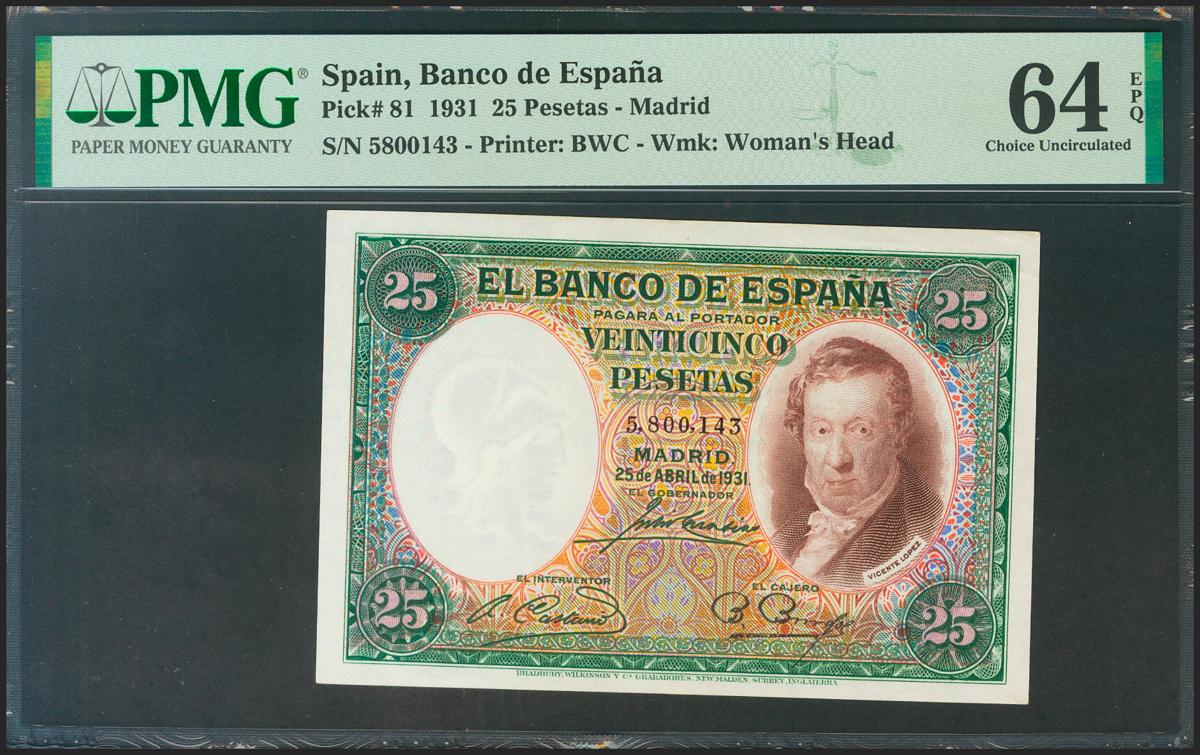 PMG®
PAPER MONEY GUARANTY
Spain, Banco de España
Pick# 81 1931 25 Pesetas - Madrid
S/N 5800143 - Printer: BWC - Wmk: Woman's Head
64
EPQ
Choice Uncirculated
25
EL BANCO DE ESPAÑA
25
PAGARÁ AL PORTADOR
VEINTICINCO
PESETAS
5,800,143
MADRID
25 de ABRIL de 1931.
EL GOBERNADOR
VICENTE LOPEZ
EL INTERVENTOR
EL CAJERO
25
25
BRADBURY, WILKINSON Y Cª GRABADORES, NEW MALDEN, SURREY, INGLATERRA